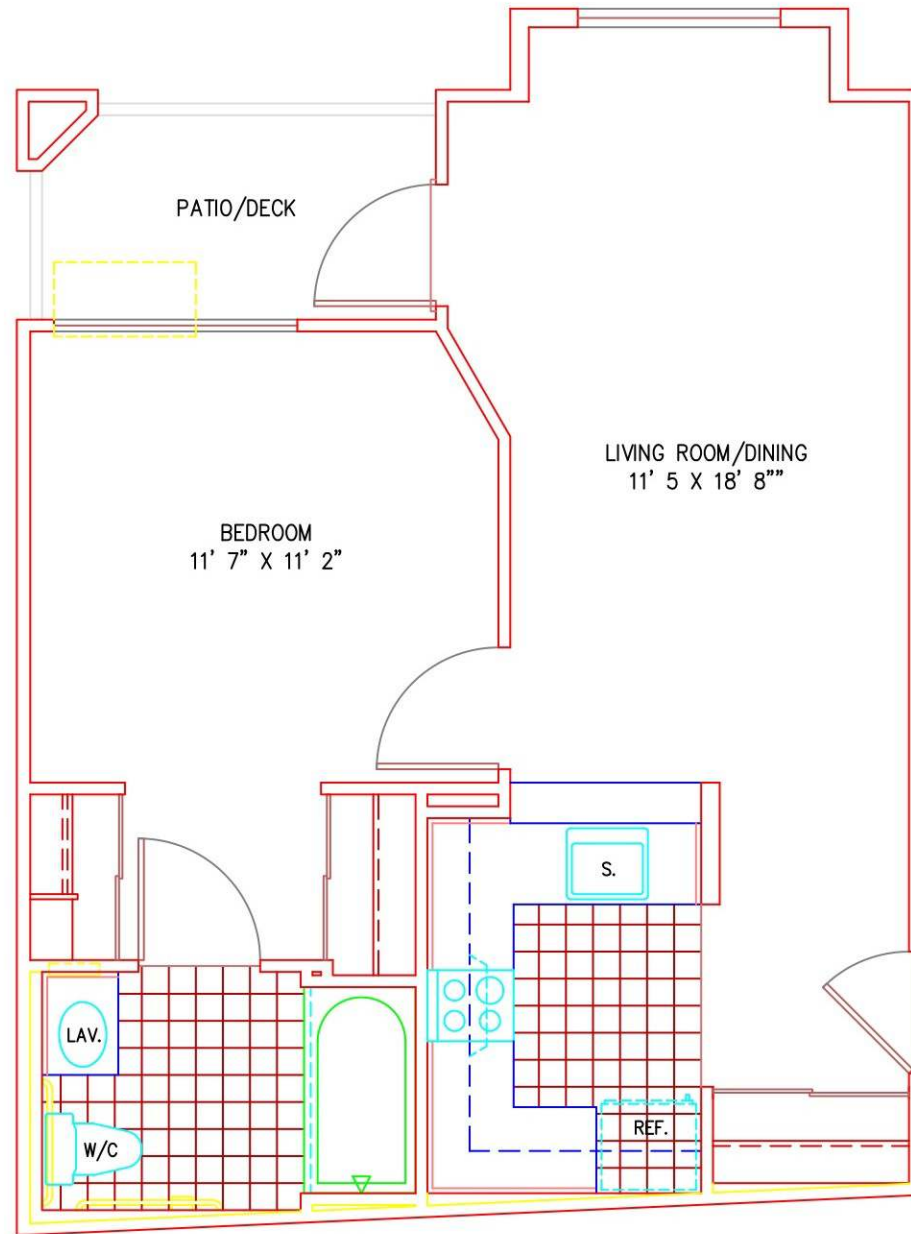 PATIO/DECK
LIVING ROOM/DINING
11' 5 X 18' 8""
BEDROOM
11' 7" X 11' 2"
S.
LAV.
W/C
REF.